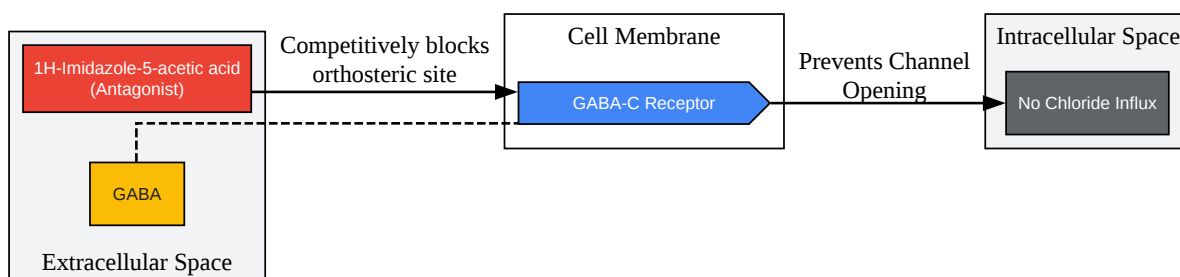 1H-Imidazole-5-acetic acid
(Antagonist)
GABA
Extracellular Space
Competitively blocks
orthosteric site
Cell Membrane
GABA-C Receptor
Prevents Channel
Opening
Intracellular Space
No Chloride Influx